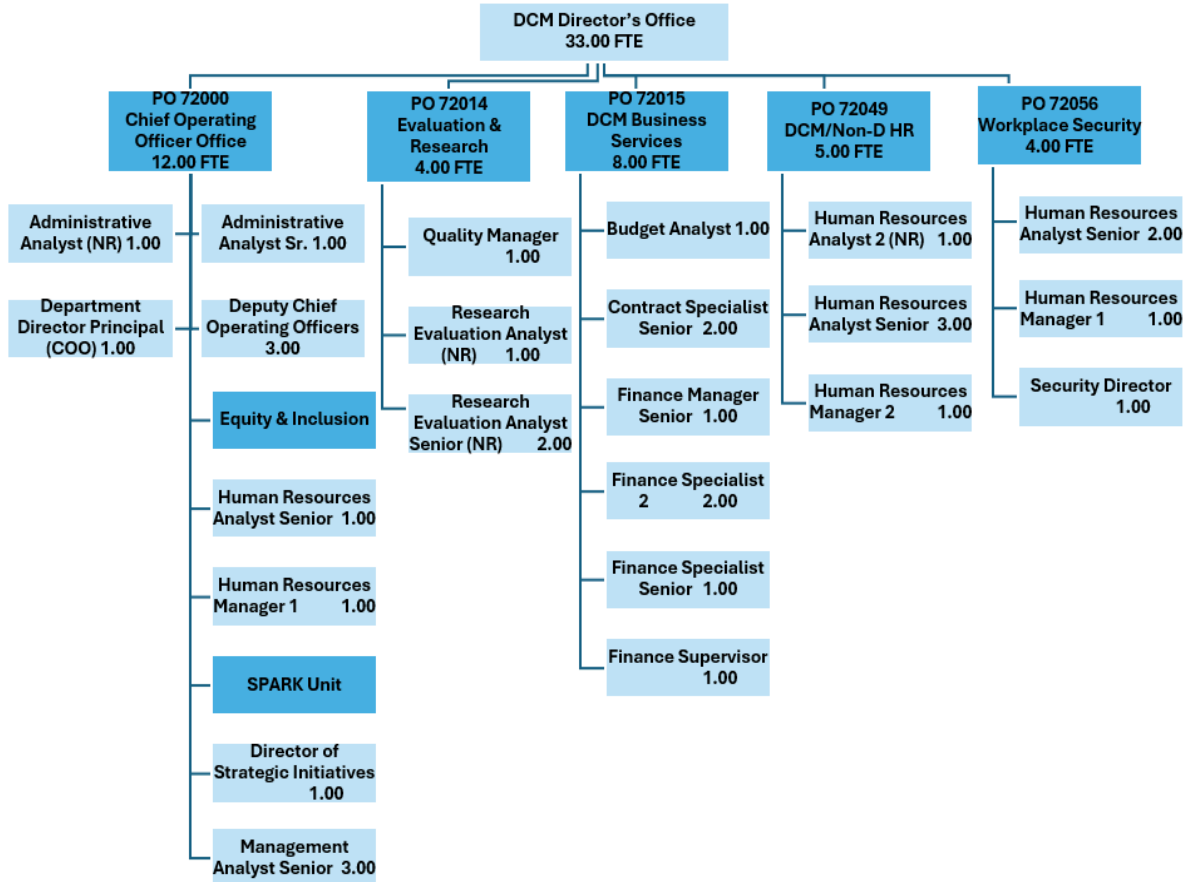 DCM Director's Office
33.00 FTE
PO 72000
Chief Operating
Officer Office
12.00 FTE
Administrative
Analyst (NR) 1.00
Administrative
Analyst Sr. 1.00
Department
Director Principal
(COO) 1.00
Deputy Chief
Operating Officers
3.00
Equity & Inclusion
Human Resources
Analyst Senior 1.00
Human Resources
Manager 1 1.00
SPARK Unit
Director of
Strategic Initiatives
1.00
Management
Analyst Senior 3.00
PO 72014
Evaluation &
Research
4.00 FTE
Quality Manager
1.00
Research
Evaluation Analyst
(NR) 1.00
Research
Evaluation Analyst
Senior (NR) 2.00
PO 72015
DCM Business
Services
8.00 FTE
Budget Analyst 1.00
Contract Specialist
Senior 2.00
Finance Manager
Senior 1.00
Finance Specialist
2 2.00
Finance Specialist
Senior 1.00
Finance Supervisor
1.00
PO 72049
DCM/Non-D HR
5.00 FTE
Human Resources
Analyst 2 (NR) 1.00
Human Resources
Analyst Senior 3.00
Human Resources
Manager 2 1.00
PO 72056
Workplace Security
4.00 FTE
Human Resources
Analyst Senior 2.00
Human Resources
Manager 1 1.00
Security Director
1.00